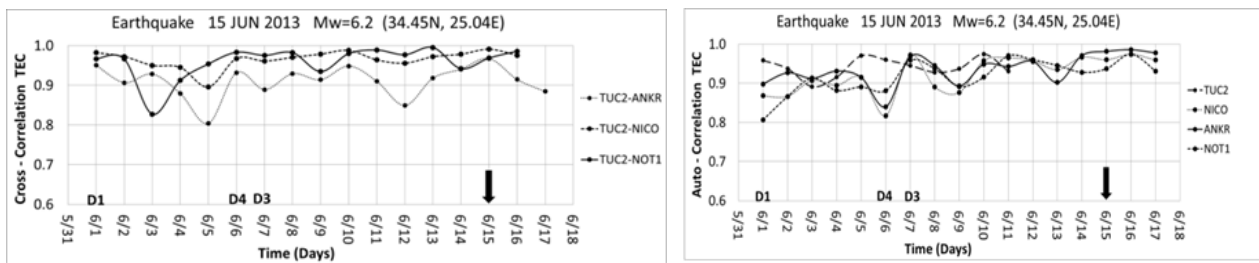 Earthquake 15 JUN 2013 Mw=6.2 (34.45N, 25.04E)
Cross - Correlation TEC
1.0
0.9
0.8
0.7
0.6
D1 D4 D3
TUC2-ANKR
TUC2-NICO
TUC2-NOT1
5/31 6/1 6/2 6/3 6/4 6/5 6/6 6/7 6/8 6/9 6/10 6/11 6/12 6/13 6/14 6/15 6/16 6/17 6/18
Time (Days)
Earthquake 15 JUN 2013 Mw=6.2 (34.45N, 25.04E)
Auto - Correlation TEC
1.0
0.9
0.8
0.7
0.6
D1 D4 D3
TUC2
NICO
ANKR
NOT1
5/31 6/1 6/2 6/3 6/4 6/5 6/6 6/7 6/8 6/9 6/10 6/11 6/12 6/13 6/14 6/15 6/16 6/17 6/18
Time (Days)